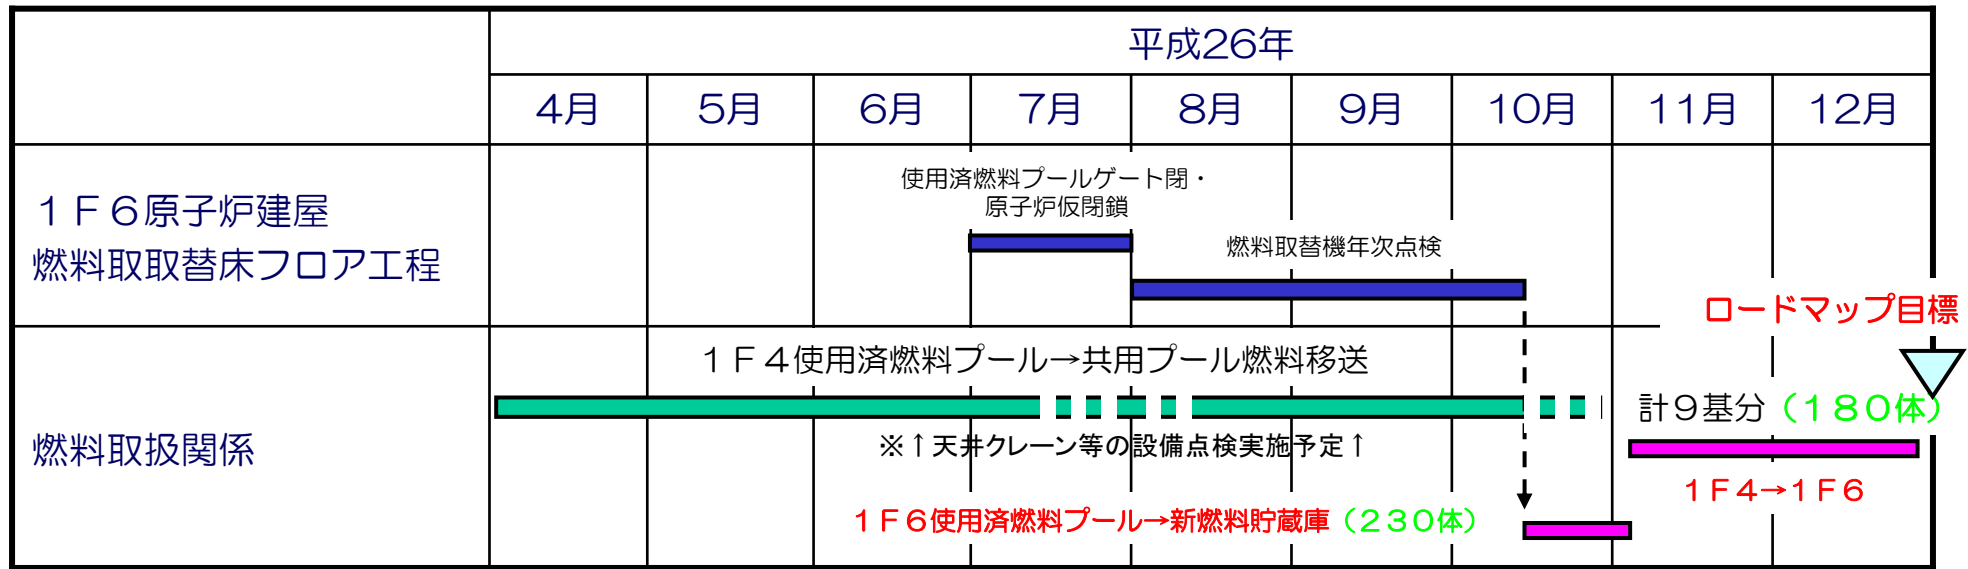 平成26年
4月 5月 6月 7月 8月 9月 10月 11月 12月
１Ｆ６原子炉建屋
燃料取取替床フロア工程
使用済燃料プールゲート閉・
原子炉仮閉鎖
燃料取替機年次点検
ロードマップ目標
燃料取扱関係
１Ｆ４使用済燃料プール→共用プール燃料移送
計９基分（１８０体）
※↑天井クレーン等の設備点検実施予定↑
１Ｆ４→１Ｆ６
１Ｆ６使用済燃料プール→新燃料貯蔵庫（２３０体）